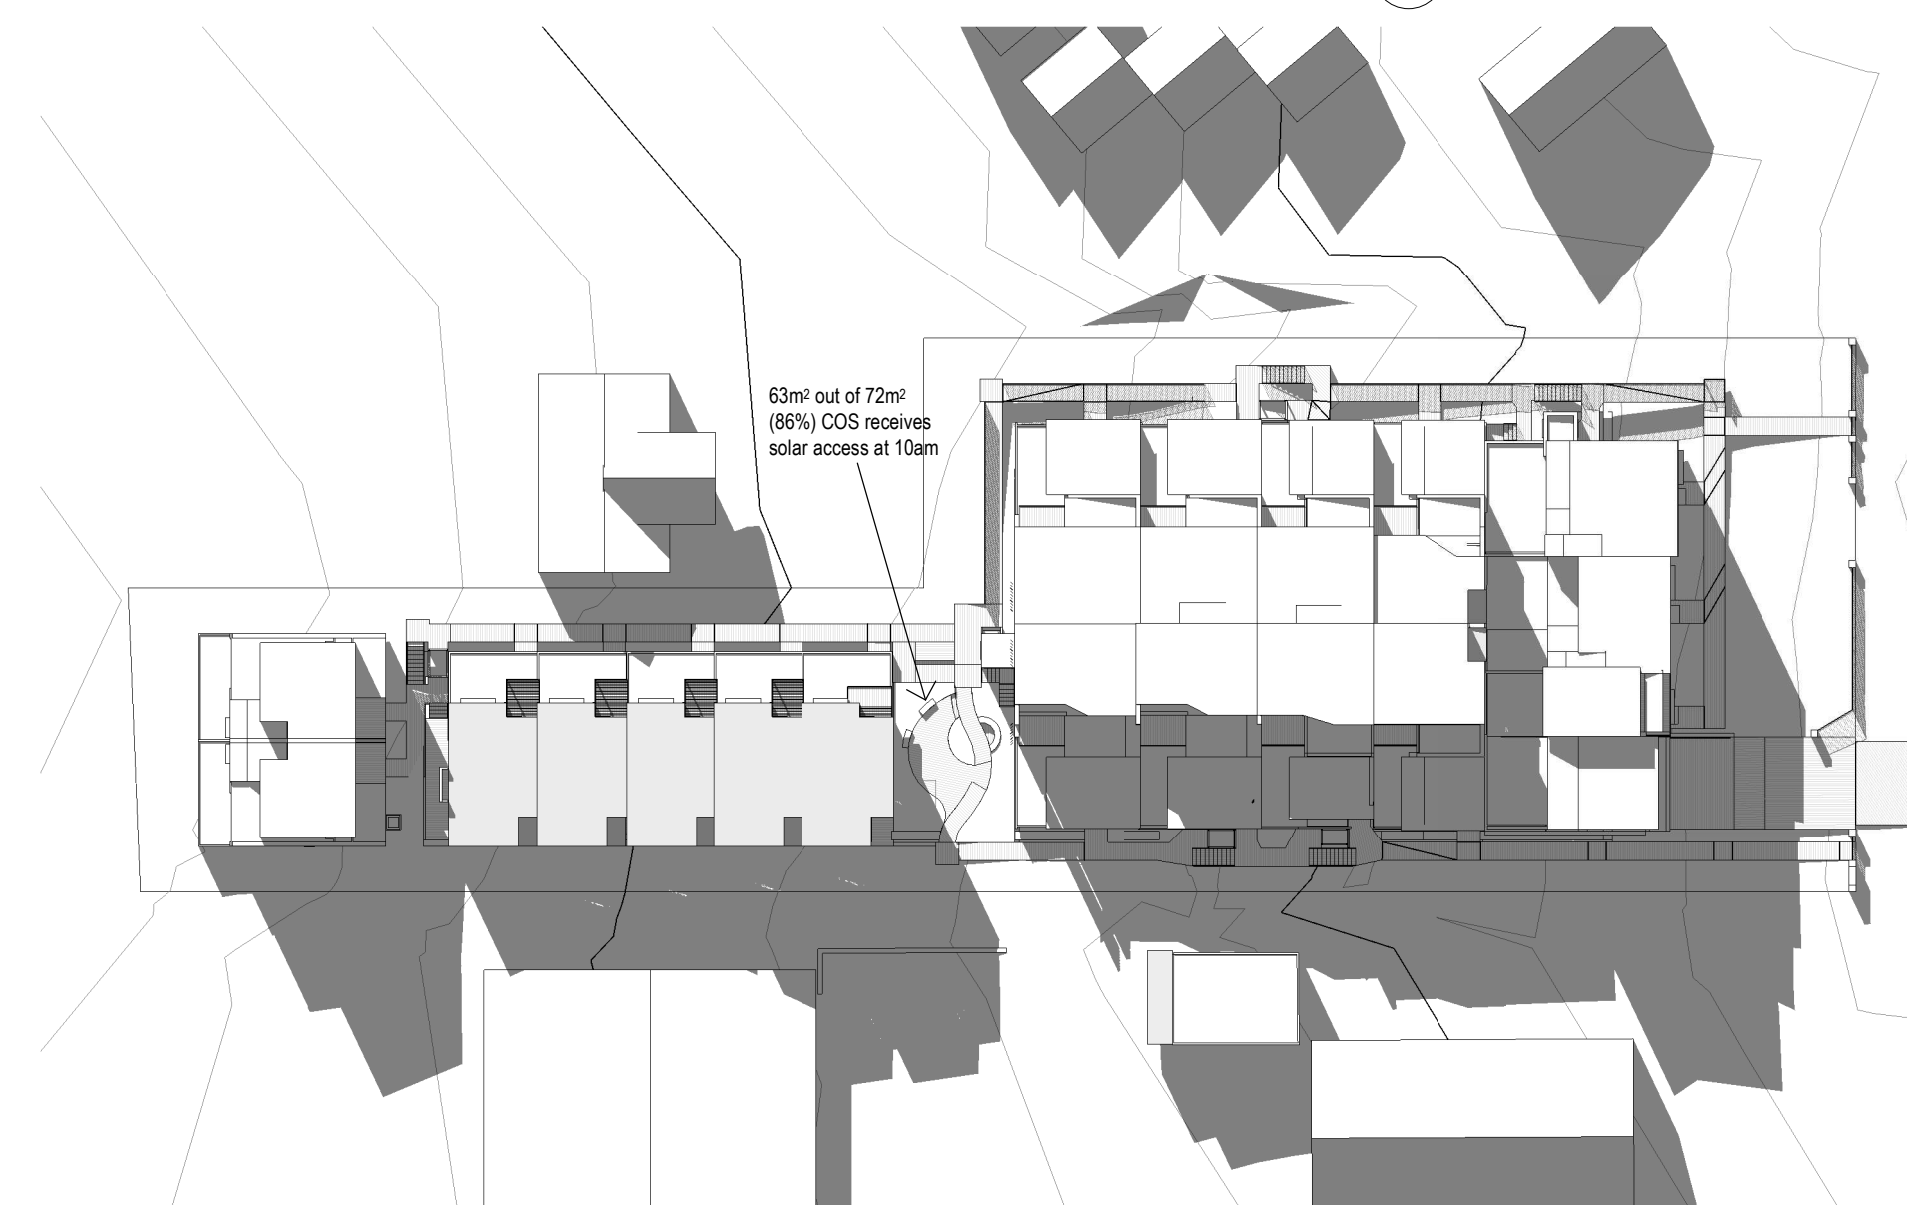 63m² out of 72m²
(86%) COS receives
solar access at 10am